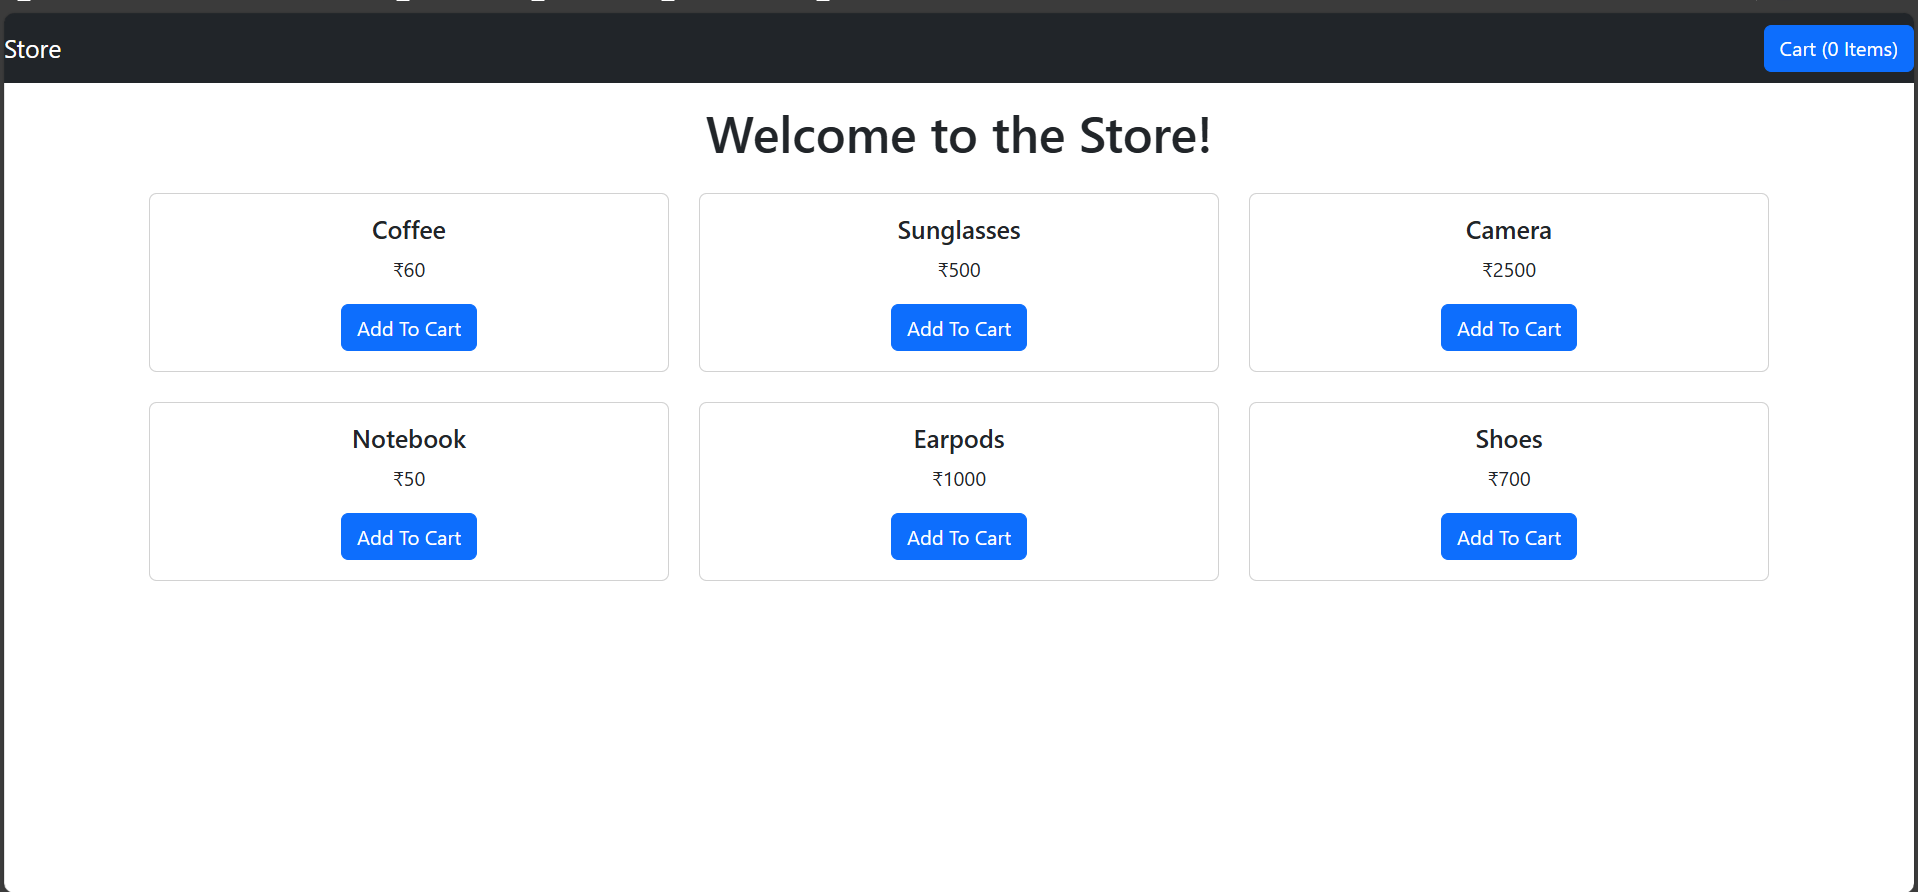 Store
Cart (0 Items)
Welcome to the Store!
Coffee
₹60
Add To Cart
Sunglasses
₹500
Add To Cart
Camera
₹2500
Add To Cart
Notebook
₹50
Add To Cart
Earpods
₹1000
Add To Cart
Shoes
₹700
Add To Cart